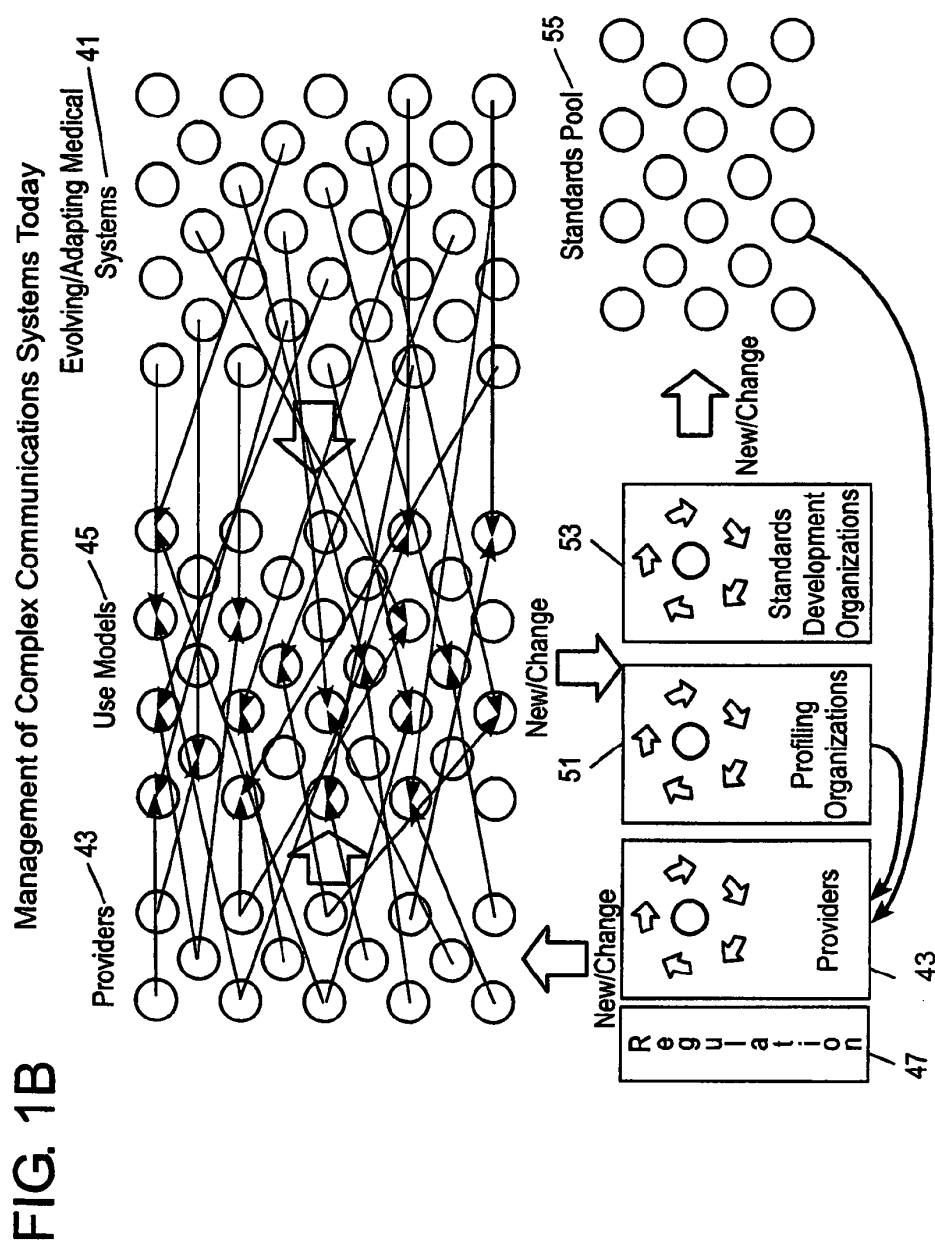 FIG. 1B
Management of Complex Communications Systems Today
Providers 43
Use Models 45
Evolving/Adapting Medical
Systems 41
New/Change
New/Change
New/Change
Standards Pool 55
Regulation
47
Providers
43
51
Profiling
Organizations
53
Standards
Development
Organizations